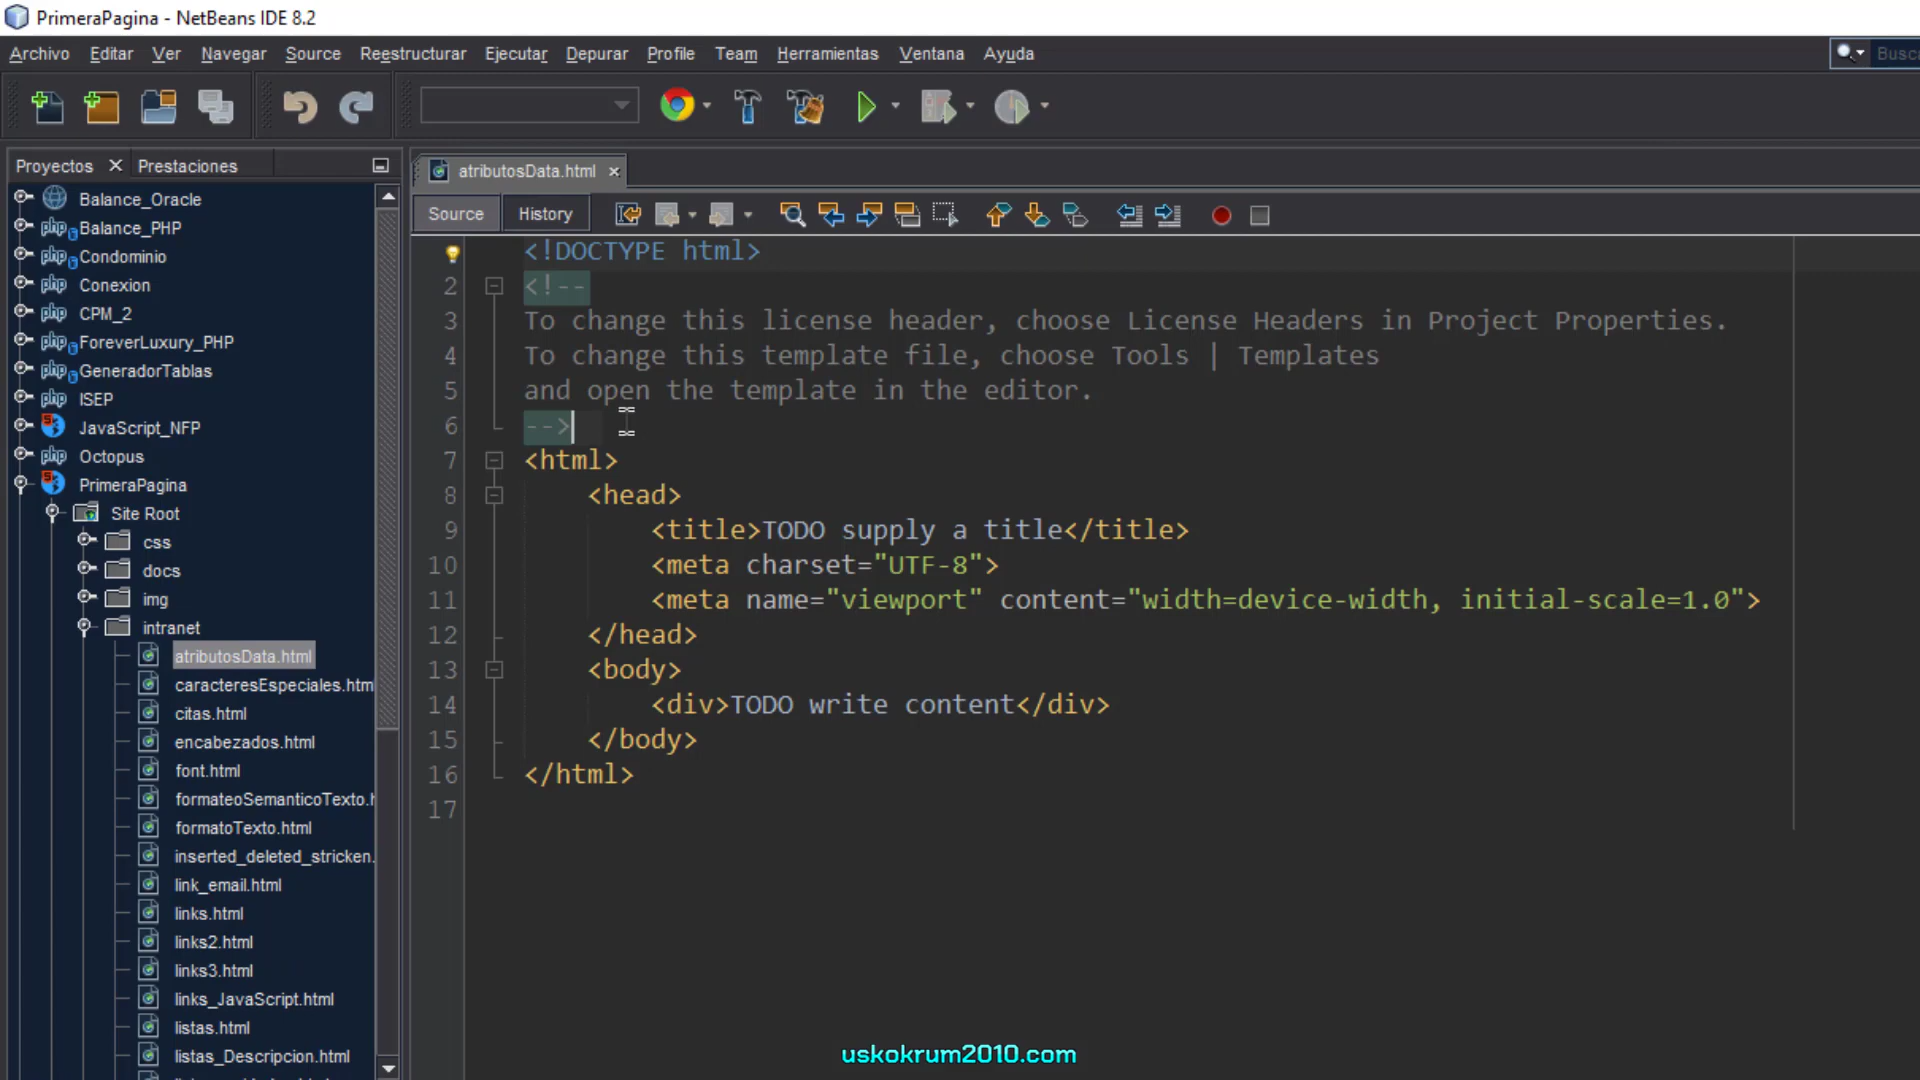 PrimeraPagina - NetBeans IDE 8.2
Archivo Editar Ver Navegar Source Reestructurar Ejecutar Depurar Profile Team Herramientas Ventana Ayuda
Busc
Proyectos Prestaciones
Balance_Oracle
Balance_PHP
Condominio
Conexion
CPM_2
ForeverLuxury_PHP
GeneradorTablas
ISEP
JavaScript_NFP
Octopus
PrimeraPagina
Site Root
css
docs
img
intranet
atributosData.html
caracteresEspeciales.htm
citas.html
encabezados.html
font.html
formateoSemanticoTexto.h
formatoTexto.html
inserted_deleted_stricken.
link_email.html
links.html
links2.html
links3.html
links_JavaScript.html
listas.html
listas_Descripcion.html
atributosData.html
Source History
<!DOCTYPE html>
2 <!--
3 To change this license header, choose License Headers in Project Properties.
4 To change this template file, choose Tools | Templates
5 and open the template in the editor.
6 -->
7 <html>
8 <head>
9 <title>TODO supply a title</title>
10 <meta charset="UTF-8">
11 <meta name="viewport" content="width=device-width, initial-scale=1.0">
12 </head>
13 <body>
14 <div>TODO write content</div>
15 </body>
16 </html>
17
uskokrum2010.com